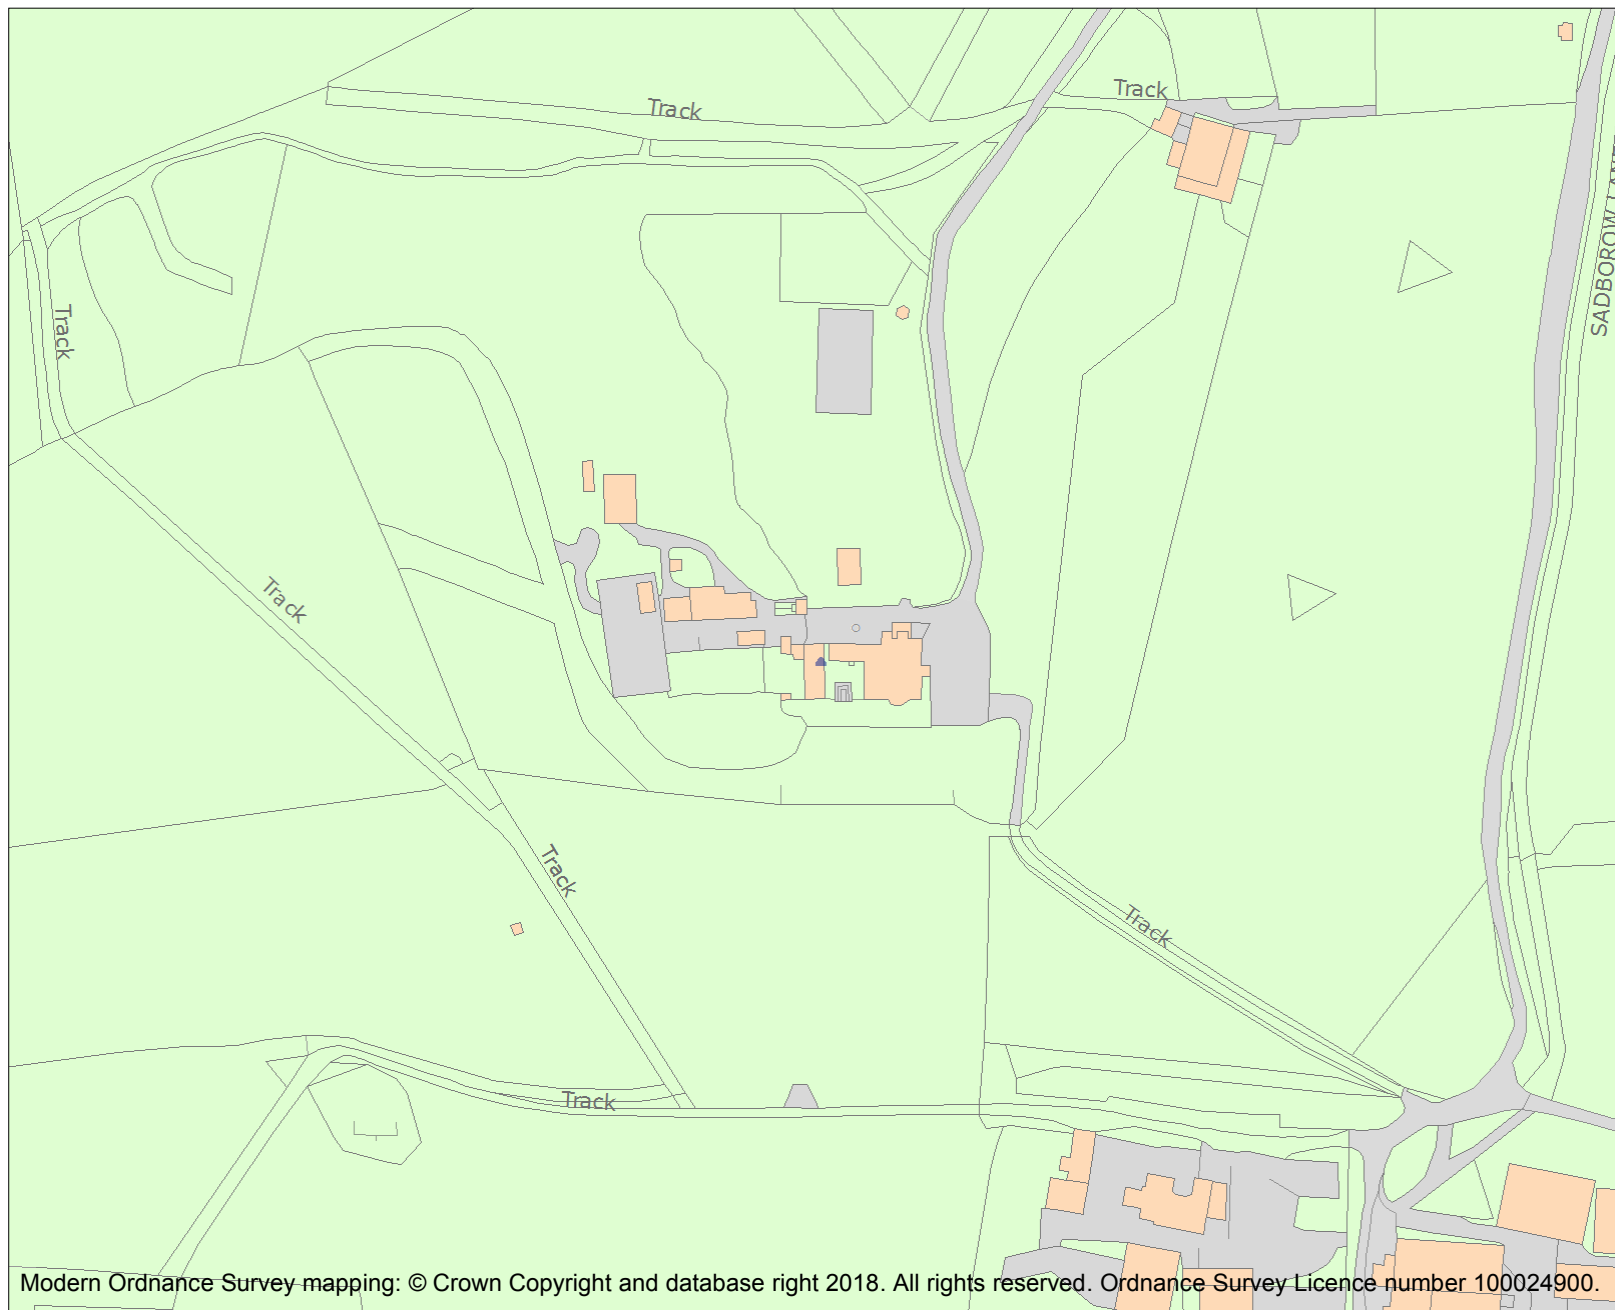 Track
Track
SADBOROW LANE
Track
Track
Track
Track
Track
Modern Ordnance Survey mapping: © Crown Copyright and database right 2018. All rights reserved. Ordnance Survey Licence number 100024900.